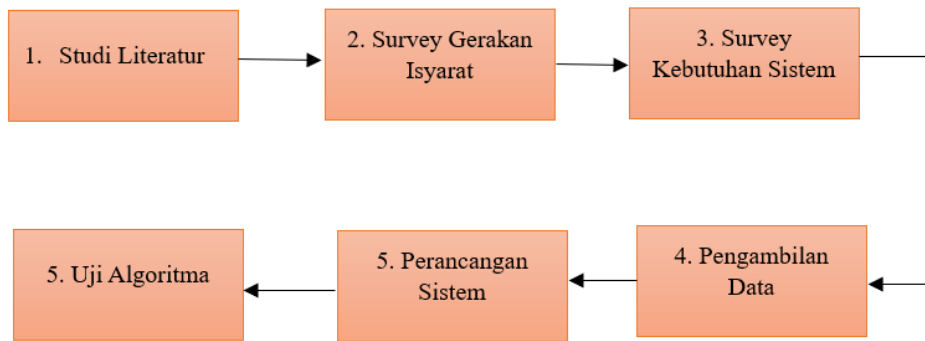 1. Studi Literatur
2. Survey Gerakan
Isyarat
3. Survey
Kebutuhan Sistem
4. Pengambilan
Data
5. Perancangan
Sistem
5. Uji Algoritma